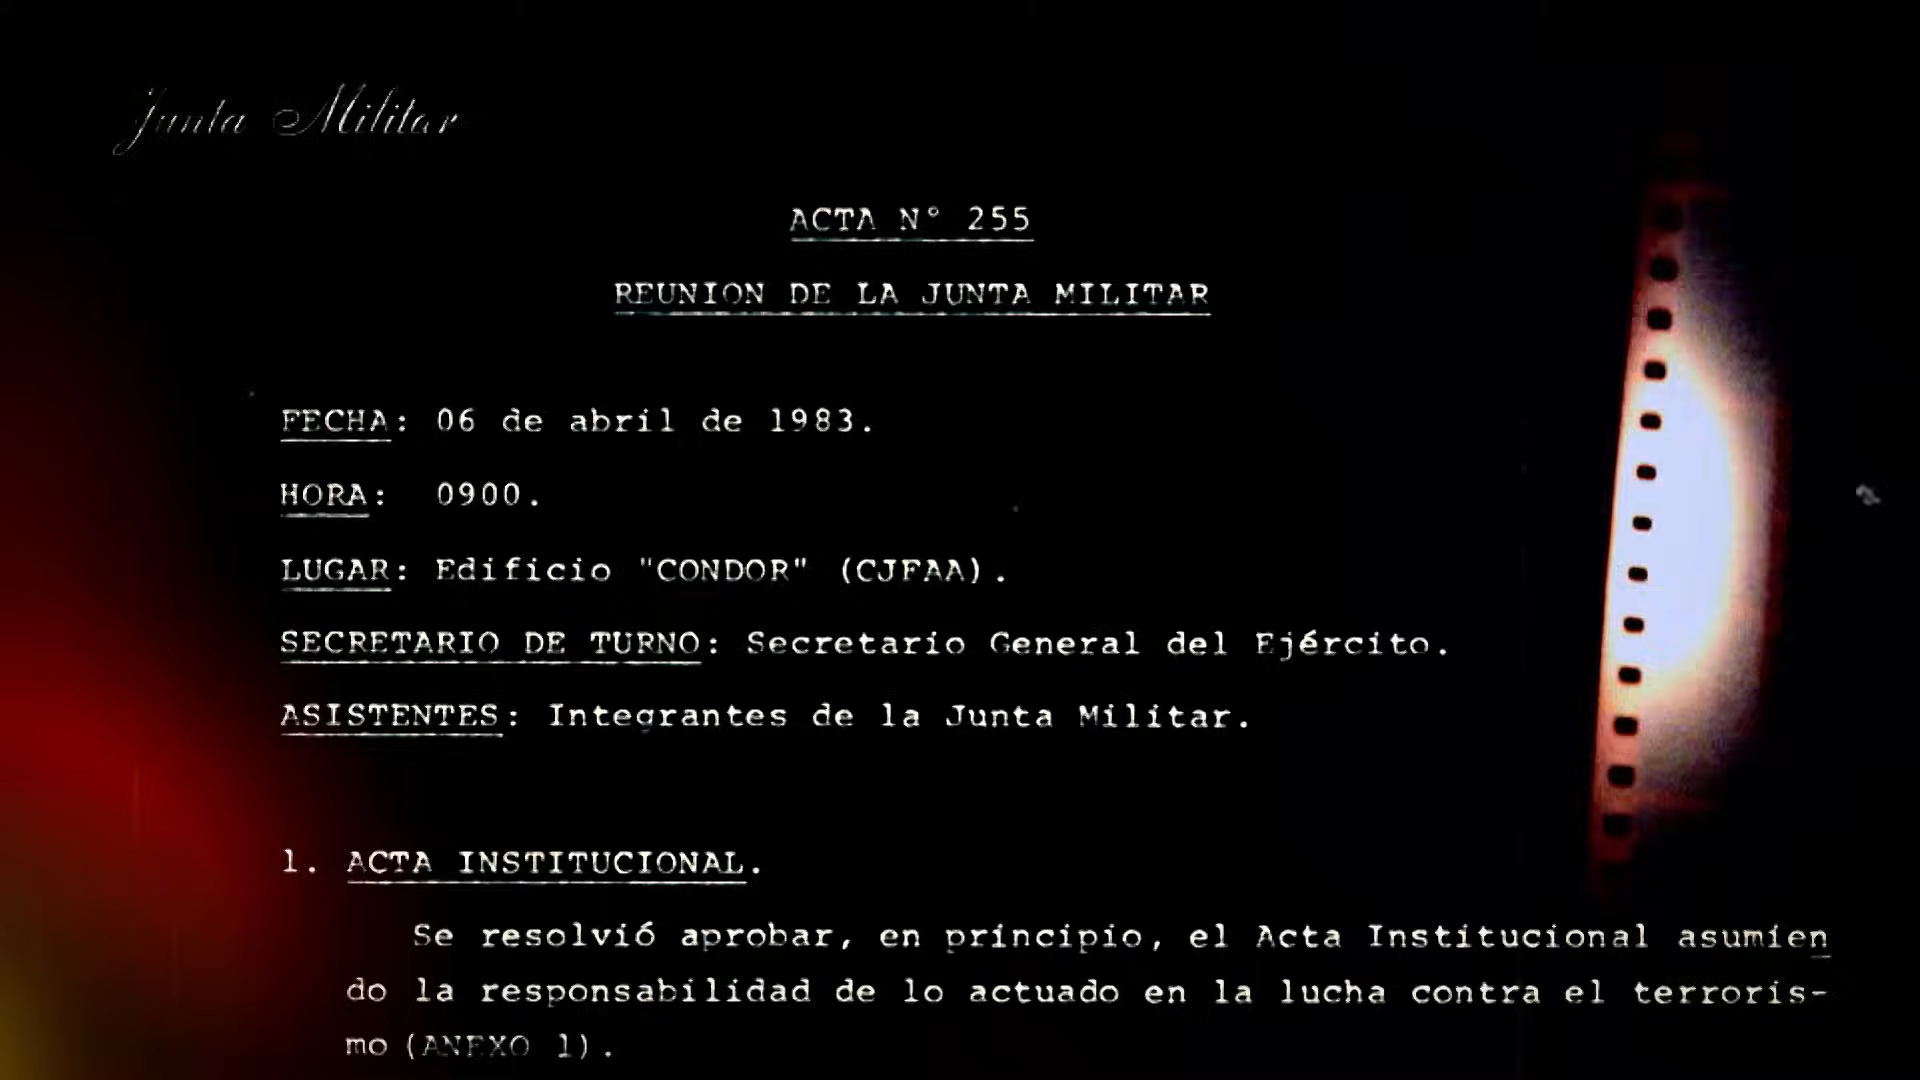 Junta Militar
ACTA N° 255
REUNION DE LA JUNTA MILITAR
FECHA: 06 de abril de 1983.
HORA: 0900.
LUGAR: Edificio "CONDOR" (CJFAA).
SECRETARIO DE TURNO: Secretario General del Ejército.
ASISTENTES: Integrantes de la Junta Militar.
1. ACTA INSTITUCIONAL.
Se resolvió aprobar, en principio, el Acta Institucional asumien
do la responsabilidad de lo actuado en la lucha contra el terroris-
mo (ANEXO 1).